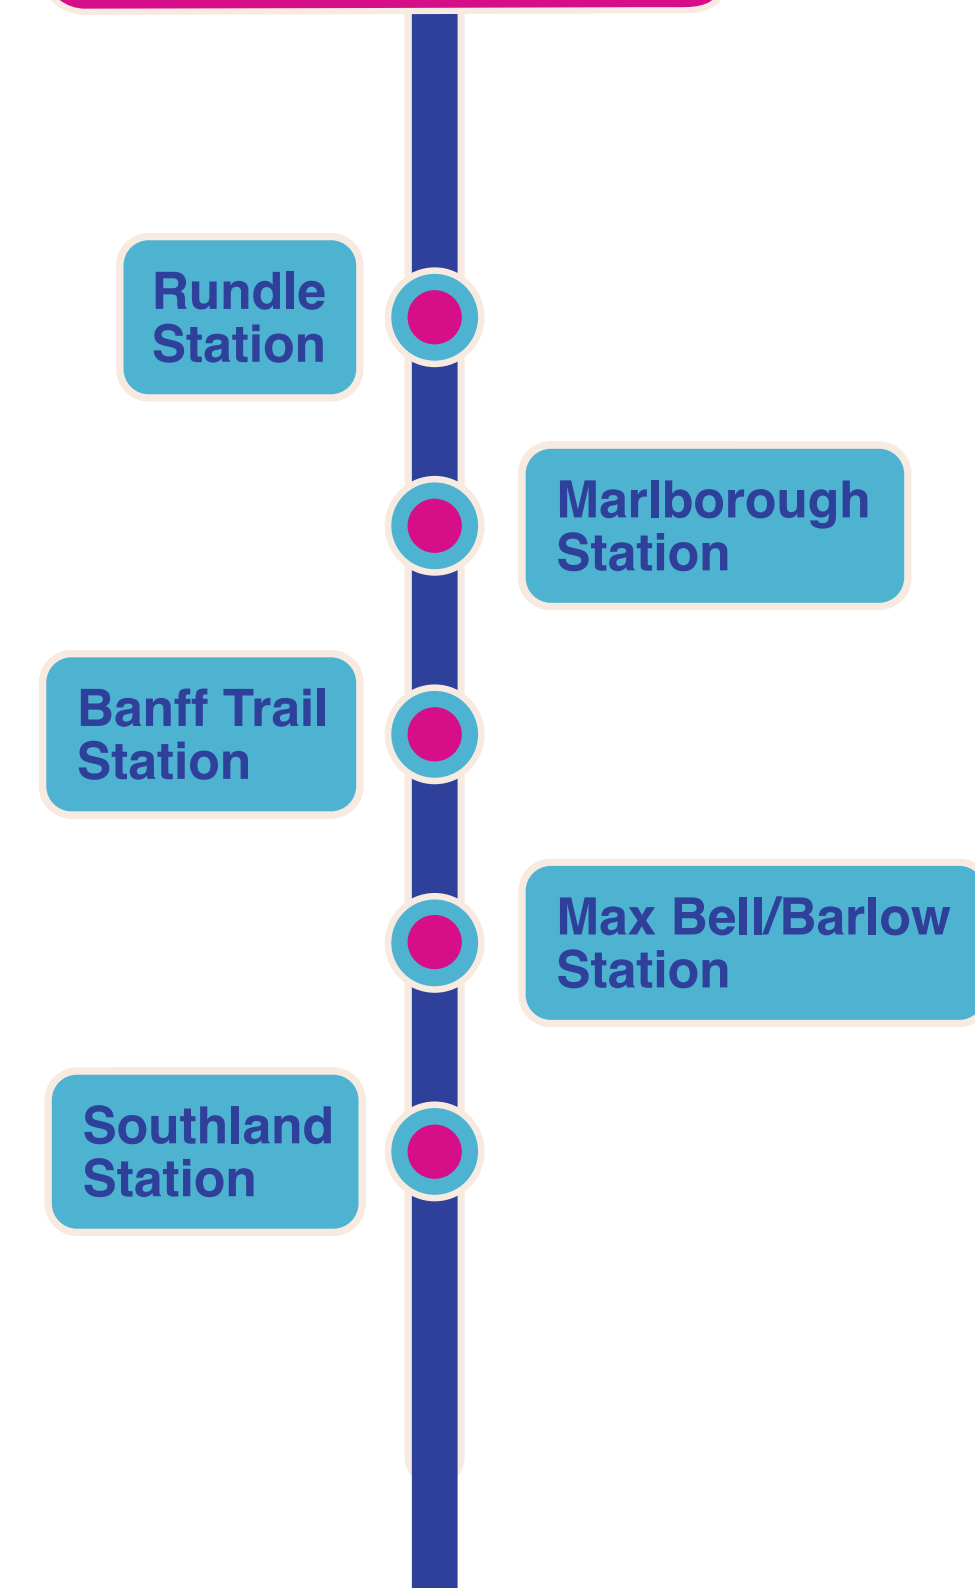 Rundle
Station
Marlborough
Station
Banff Trail
Station
Max Bell/Barlow
Station
Southland
Station